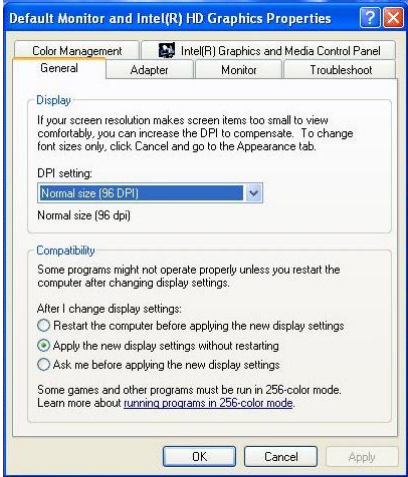 Default Monitor and Intel(R) HD Graphics Properties
Color Management
Intel(R) Graphics and Media Control Panel
General
Adapter
Monitor
Troubleshoot
Display
If your screen resolution makes screen items too small to view
comfortably, you can increase the DPI to compensate. To change
font sizes only, click Cancel and go to the Appearance tab.
DPI setting:
Normal size (96 DPI)
Normal size (96 dpi)
Compatibility
Some programs might not operate properly unless you restart the
computer after changing display settings.
After I change display settings:
Restart the computer before applying the new display settings
Apply the new display settings without restarting
Ask me before applying the new display settings
Some games and other programs must be run in 256-color mode.
Learn more about running programs in 256-color mode.
OK
Cancel
Apply